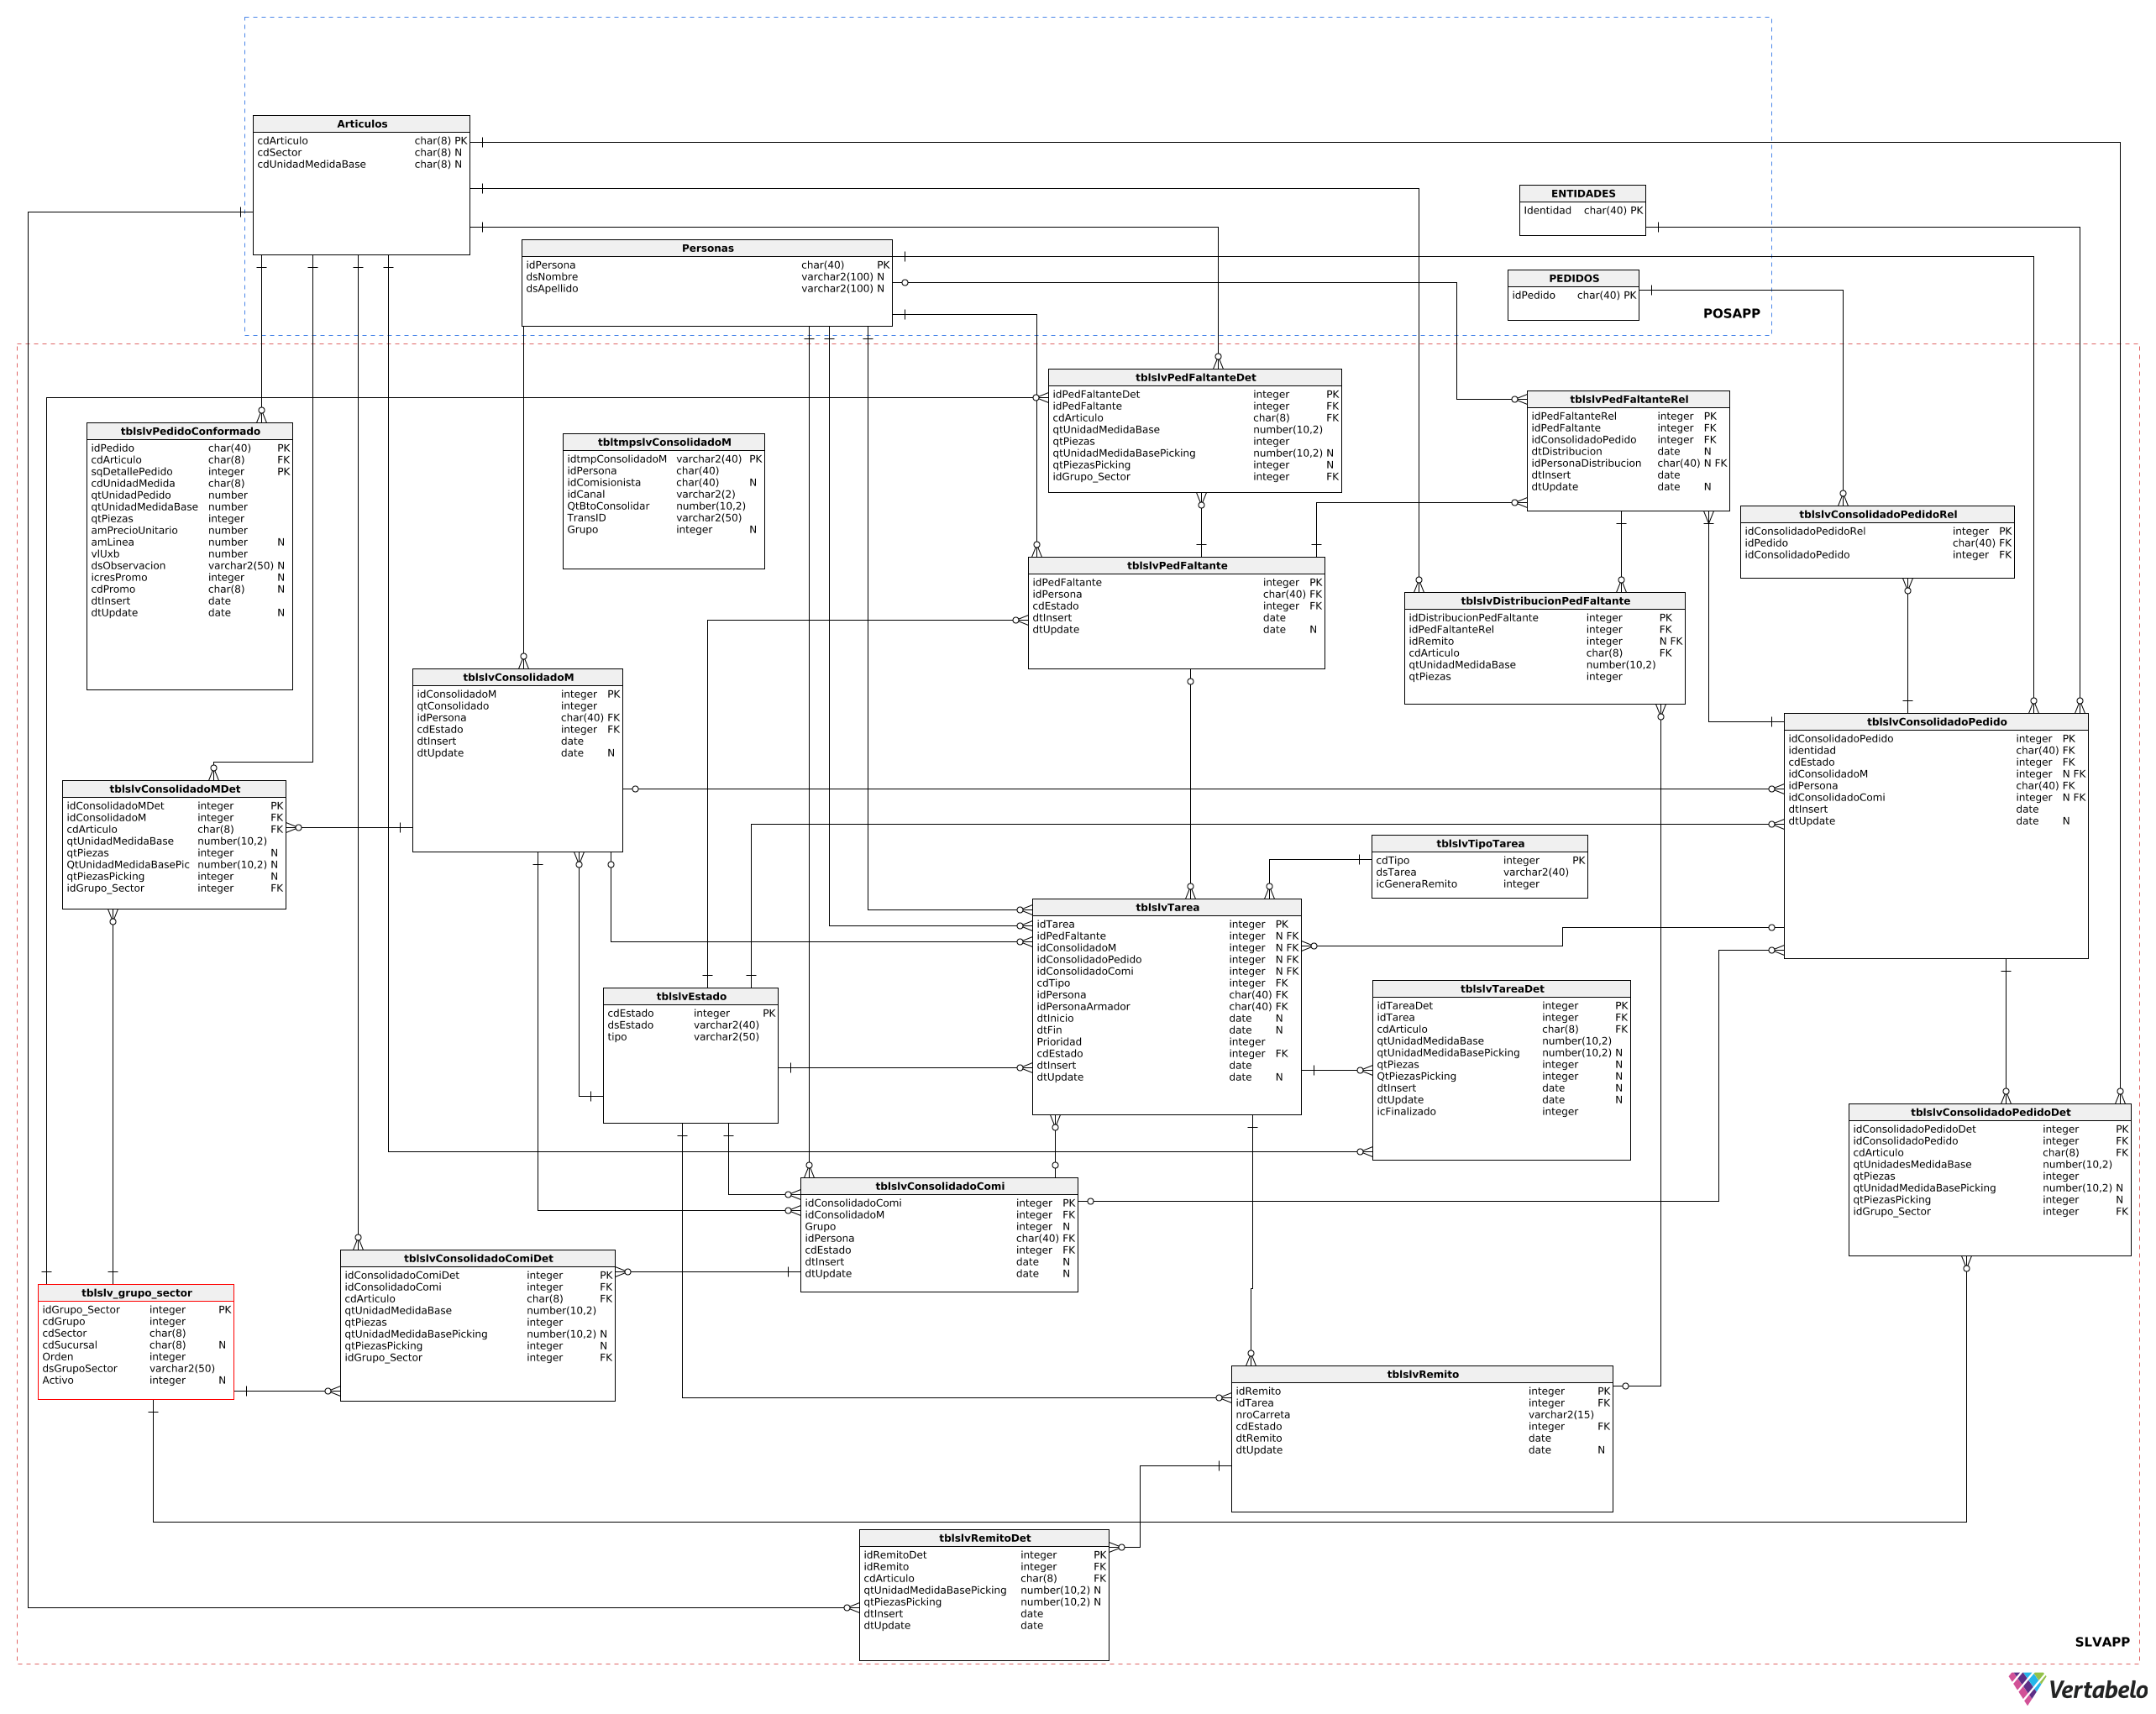 Articulos
cdArticulo char(8) PK
cdSector char(8) N
cdUnidadMedidaBase char(8) N
ENTIDADES
Identidad char(40) PK
Personas
idPersona char(40) PK
dsNombre varchar2(100) N
dsApellido varchar2(100) N
PEDIDOS
idPedido char(40) PK
POSAPP
tblslvPedFaltanteDet
idPedFaltanteDet integer PK
idPedFaltante integer FK
cdArticulo char(8) FK
qtUnidadMedidaBase number(10,2)
qtPiezas integer
qtUnidadMedidaBasePicking number(10,2) N
qtPiezasPicking integer N
idGrupo_Sector integer FK
tblslvPedFaltanteRel
idPedFaltanteRel integer PK
idPedFaltante integer FK
idConsolidadoPedido integer FK
dtDistribucion date N
idPersonaDistribucion char(40) N FK
dtInsert date
dtUpdate date N
tblslvPedidoConformado
idPedido char(40) PK
cdArticulo char(8) FK
sqDetallePedido integer PK
cdUnidadMedida char(8)
qtUnidadPedido number
qtUnidadMedidaBase number
qtPiezas integer
amPrecioUnitario number
amLinea number N
vlUxb number
dsObservacion varchar2(50) N
icresPromo integer N
cdPromo char(8) N
dtInsert date
dtUpdate date N
tbltmpslvConsolidadoM
idtmpConsolidadoM varchar2(40) PK
idPersona char(40)
idComisionista char(40) N
idCanal varchar2(2)
QtBtoConsolidar number(10,2)
TransID varchar2(50)
Grupo integer N
tblslvConsolidadoPedidoRel
idConsolidadoPedidoRel integer PK
idPedido char(40) FK
idConsolidadoPedido integer FK
tblslvPedFaltante
idPedFaltante integer PK
idPersona char(40) FK
cdEstado integer FK
dtInsert date
dtUpdate date N
tblslvDistribucionPedFaltante
idDistribucionPedFaltante integer PK
idPedFaltanteRel integer FK
idRemito integer N FK
cdArticulo char(8) FK
qtUnidadMedidaBase number(10,2)
qtPiezas integer
tblslvConsolidadoM
idConsolidadoM integer PK
qtConsolidado integer
idPersona char(40) FK
cdEstado integer FK
dtInsert date
dtUpdate date N
tblslvConsolidadoPedido
idConsolidadoPedido integer PK
identidad char(40) FK
cdEstado integer FK
idConsolidadoM integer N FK
idPersona char(40) FK
idConsolidadoComi integer N FK
dtInsert date
dtUpdate date N
tblslvConsolidadoMDet
idConsolidadoMDet integer PK
idConsolidadoM integer FK
cdArticulo char(8) FK
qtUnidadMedidaBase number(10,2)
qtPiezas integer N
QtUnidadMedidaBasePic number(10,2) N
qtPiezasPicking integer N
idGrupo_Sector integer FK
tblslvTipoTarea
cdTipo integer PK
dsTarea varchar2(40)
icGeneraRemito integer
tblslvTarea
idTarea integer PK
idPedFaltante integer N FK
idConsolidadoM integer N FK
idConsolidadoPedido integer N FK
idConsolidadoComi integer N FK
cdTipo integer FK
idPersona char(40) FK
idPersonaArmador char(40) FK
dtInicio date N
dtFin date N
Prioridad integer
cdEstado integer FK
dtInsert date
dtUpdate date N
tblslvEstado
cdEstado integer PK
dsEstado varchar2(40)
tipo varchar2(50)
tblslvTareaDet
idTareaDet integer PK
idTarea integer FK
cdArticulo char(8) FK
qtUnidadMedidaBase number(10,2)
qtUnidadMedidaBasePicking number(10,2) N
qtPiezas integer N
QtPiezasPicking integer N
dtInsert date N
dtUpdate date N
icFinalizado integer
tblslvConsolidadoPedidoDet
idConsolidadoPedidoDet integer PK
idConsolidadoPedido integer FK
cdArticulo char(8) FK
qtUnidadesMedidaBase number(10,2)
qtPiezas integer
qtUnidadMedidaBasePicking number(10,2) N
qtPiezasPicking integer N
idGrupo_Sector integer FK
tblslvConsolidadoComi
idConsolidadoComi integer PK
idConsolidadoM integer FK
Grupo integer N
idPersona char(40) FK
cdEstado integer FK
dtInsert date N
dtUpdate date N
tblslvConsolidadoComiDet
idConsolidadoComiDet integer PK
idConsolidadoComi integer FK
cdArticulo char(8) FK
qtUnidadMedidaBase number(10,2)
qtPiezas integer
qtUnidadMedidaBasePicking number(10,2) N
qtPiezasPicking integer N
idGrupo_Sector integer FK
tblslv_grupo_sector
idGrupo_Sector integer PK
cdGrupo integer
cdSector char(8)
cdSucursal char(8) N
Orden integer
dsGrupoSector varchar2(50)
Activo integer N
tblslvRemito
idRemito integer PK
idTarea integer FK
nroCarreta varchar2(15)
cdEstado integer FK
dtRemito date
dtUpdate date N
tblslvRemitoDet
idRemitoDet integer PK
idRemito integer FK
cdArticulo char(8) FK
qtUnidadMedidaBasePicking number(10,2) N
qtPiezasPicking number(10,2) N
dtInsert date
dtUpdate date
SLVAPP
Vertabelo